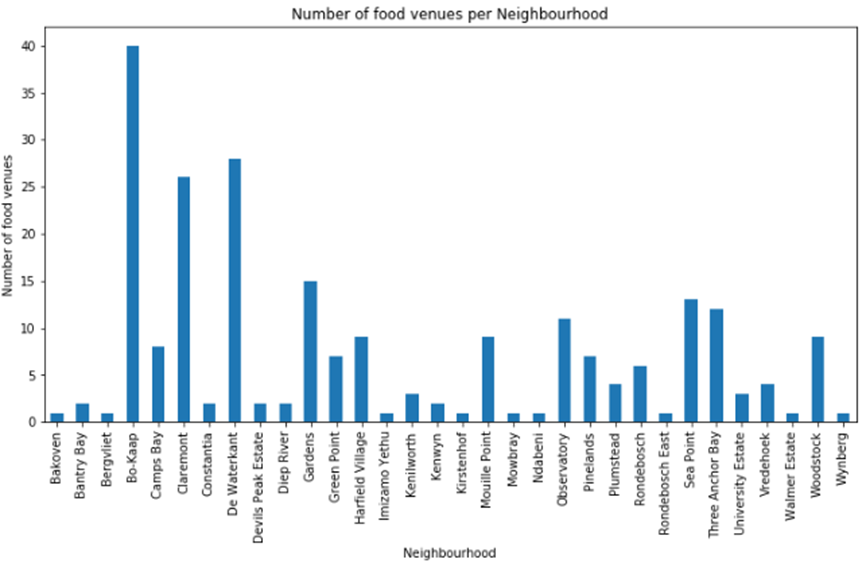 Number of food venues per Neighbourhood
Number of food venues
40
35
30
25
20
15
10
5
0
Bakoven
Bantry Bay
Bergvliet
Bo-Kaap
Camps Bay
Claremont
Constantia
De Waterkant
Devils Peak Estate
Diep River
Gardens
Green Point
Harfield Village
Imizamo Yethu
Kenilworth
Kenwyn
Kirstenhof
Mouille Point
Mowbray
Ndabeni
Observatory
Pinelands
Plumstead
Rondebosch
Rondebosch East
Sea Point
Three Anchor Bay
University Estate
Vredehoek
Walmer Estate
Woodstock
Wynberg
Neighbourhood